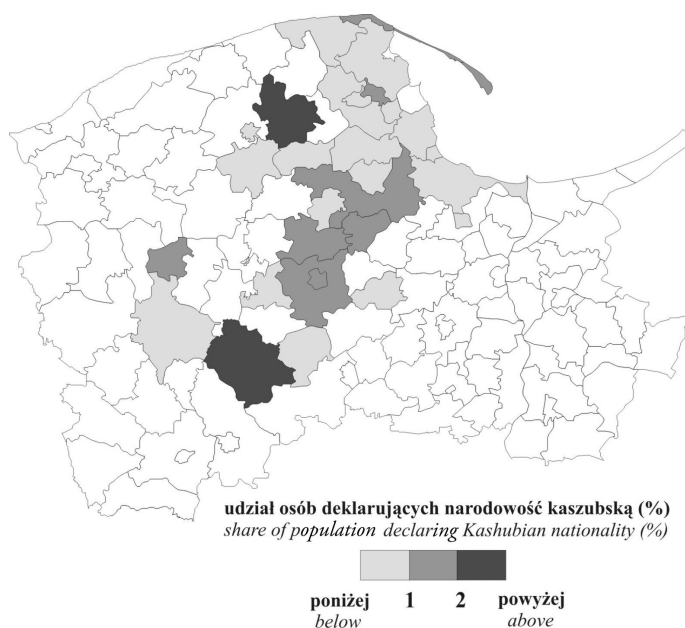 udział osób deklarujących narodowość kaszubską (%)
share of population declaring Kashubian nationality (%)
poniżej 1 2 powyżej
below above